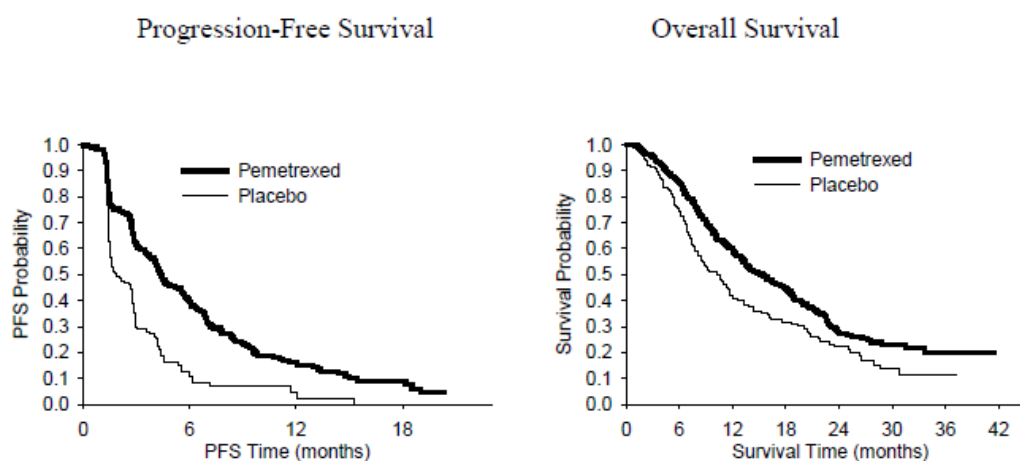 Progression-Free Survival
Overall Survival
1.0
0.9
0.8
0.7
0.6
0.5
0.4
0.3
0.2
0.1
0.0
PFS Probability
Pemetrexed
Placebo
0 6 12 18
PFS Time (months)
1.0
0.9
0.8
0.7
0.6
0.5
0.4
0.3
0.2
0.1
0.0
Survival Probability
Pemetrexed
Placebo
0 6 12 18 24 30 36 42
Survival Time (months)